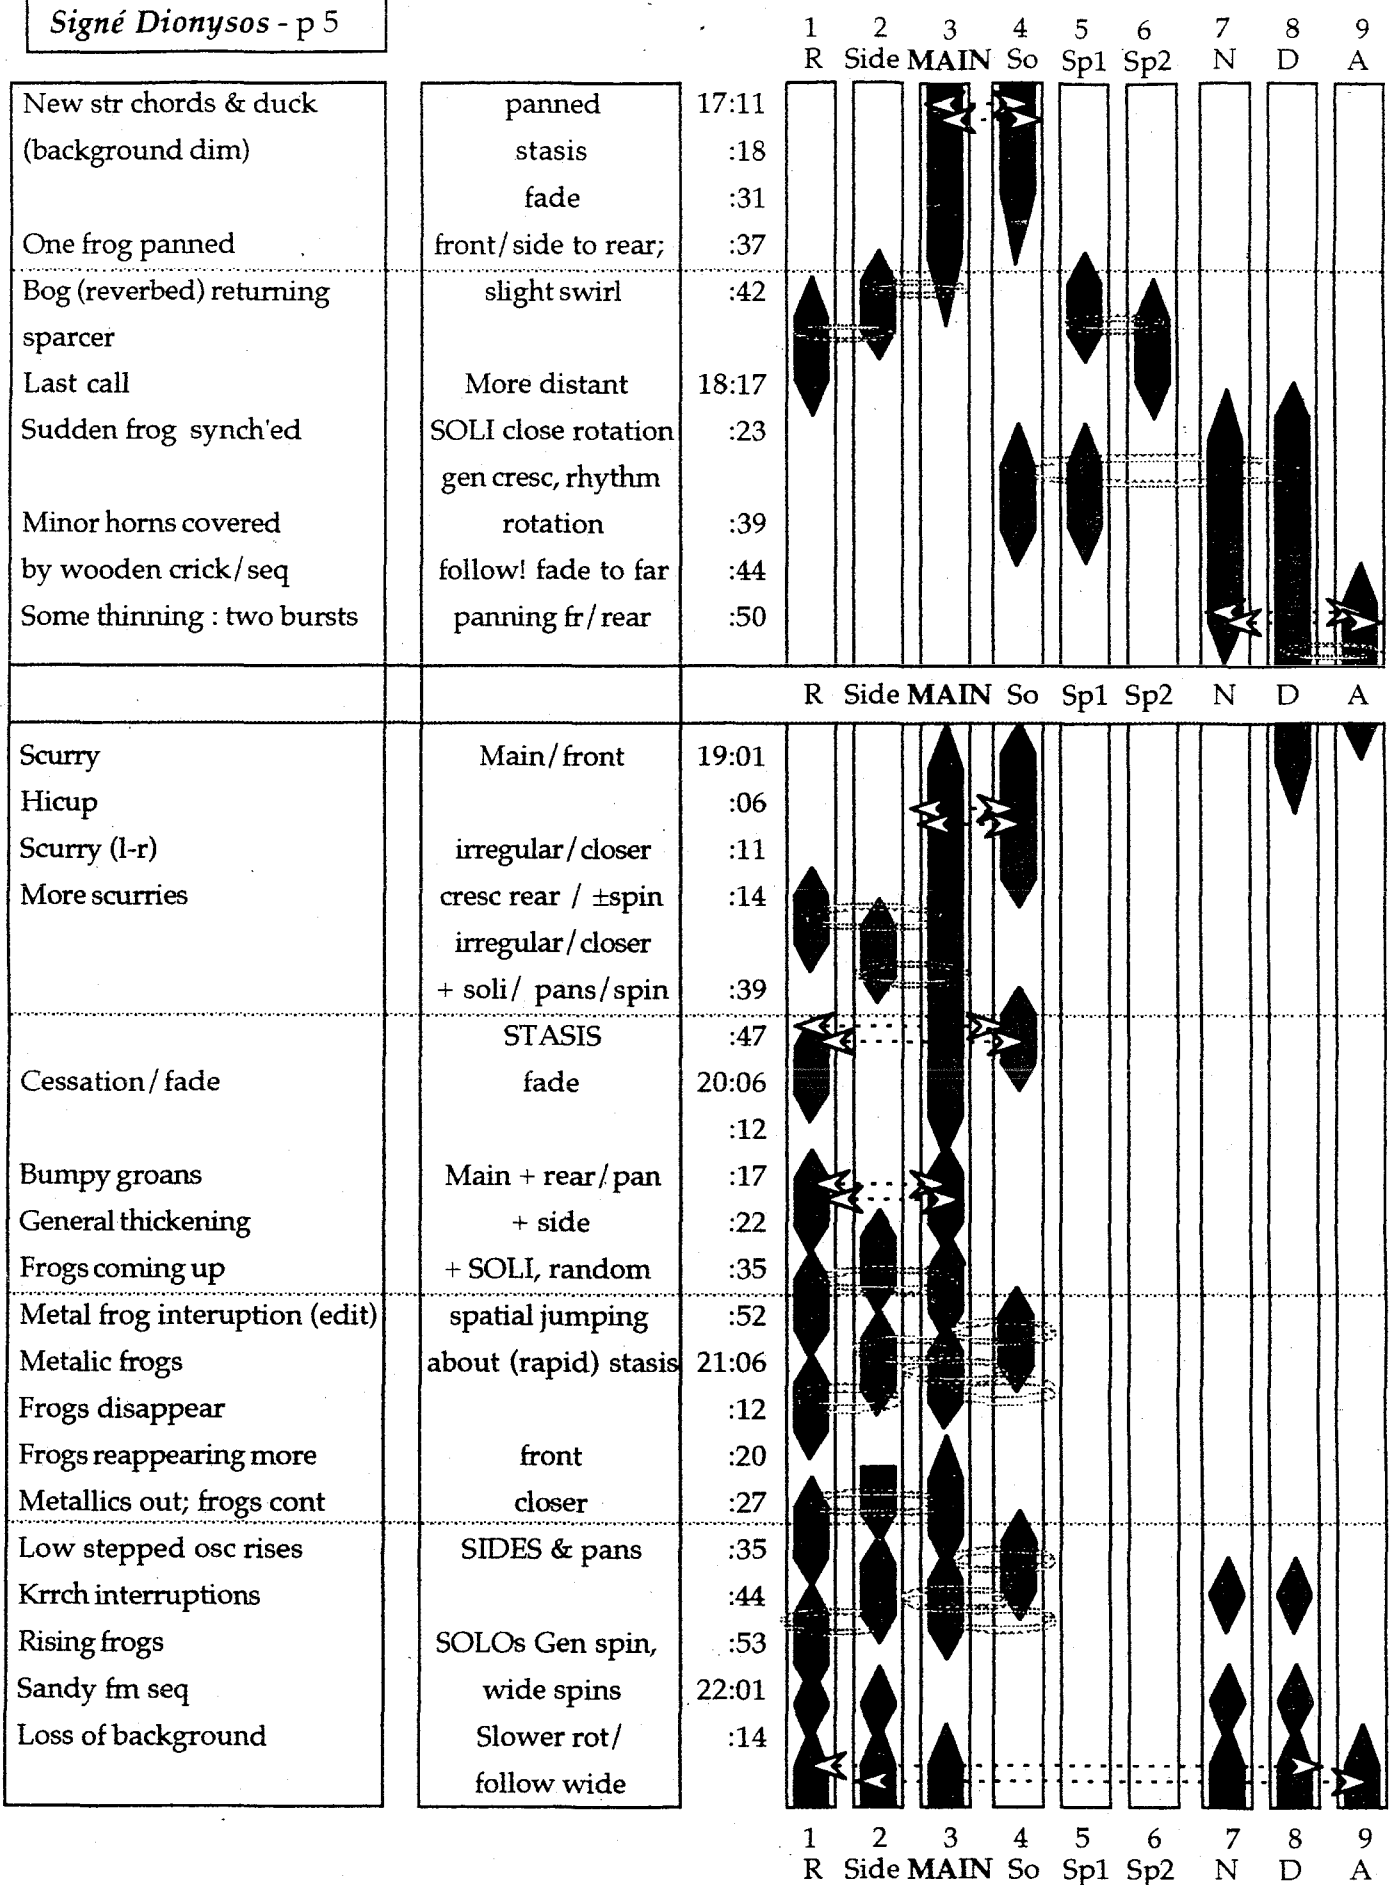 Signé Dionysos - p 5
1 2 3 4 5 6 7 8 9
R Side MAIN So Sp1 Sp2 N D A
New str chords & duck panned 17:11
(background dim) stasis :18
fade :31
One frog panned front/side to rear; :37
Bog (reverbed) returning slight swirl :42
sparcer
Last call More distant 18:17
Sudden frog synch'ed SOLI close rotation :23
gen cresc, rhythm
Minor horns covered rotation :39
by wooden crick/seq follow! fade to far :44
Some thinning : two bursts panning fr/rear :50
R Side MAIN So Sp1 Sp2 N D A
Scurry Main/front 19:01
Hicup :06
Scurry (l-r) irregular/closer :11
More scurries cresc rear / ±spin :14
irregular/closer
+ soli/ pans/spin :39
STASIS :47
Cessation/fade fade 20:06
:12
Bumpy groans Main + rear/pan :17
General thickening + side :22
Frogs coming up + SOLI, random :35
Metal frog interuption (edit) spatial jumping :52
Metalic frogs about (rapid) stasis 21:06
Frogs disappear :12
Frogs reappearing more front :20
Metallics out; frogs cont closer :27
Low stepped osc rises SIDES & pans :35
Krrch interruptions :44
Rising frogs SOLOs Gen spin, :53
Sandy fm seq wide spins 22:01
Loss of background Slower rot/ :14
follow wide
1 2 3 4 5 6 7 8 9
R Side MAIN So Sp1 Sp2 N D A